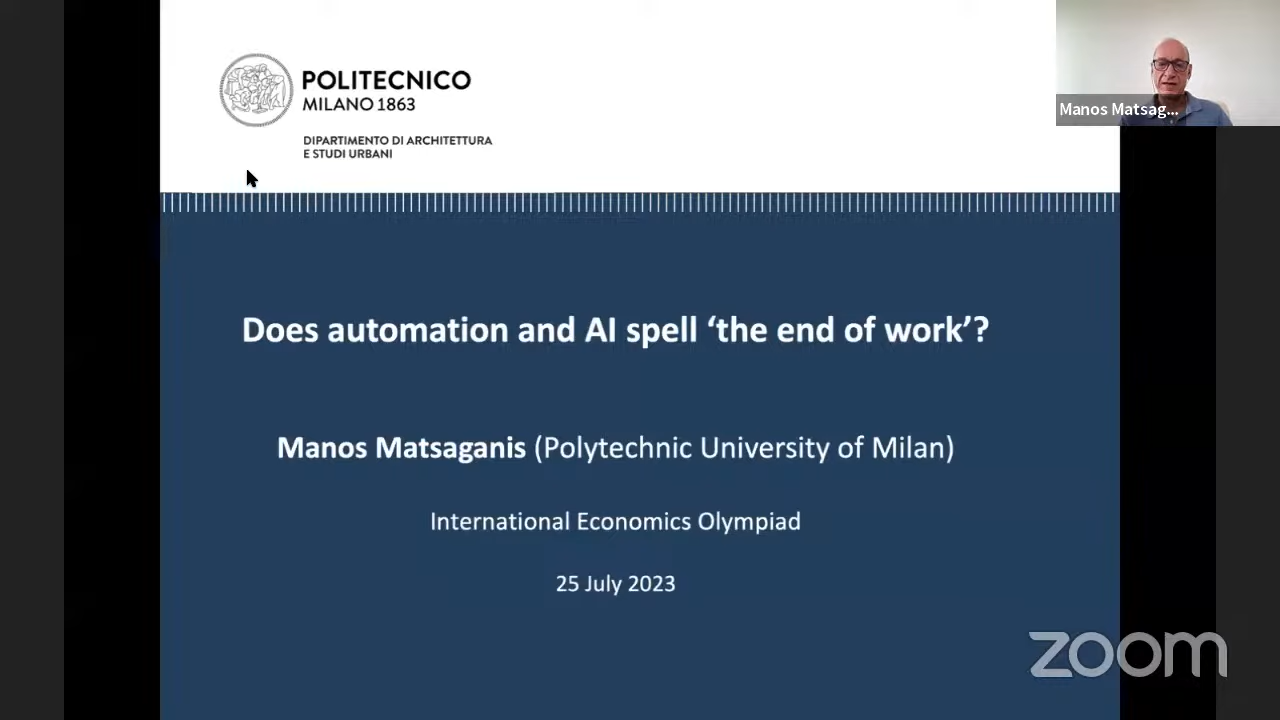 POLITECNICO
MILANO 1863
DIPARTIMENTO DI ARCHITETTURA
E STUDI URBANI
Manos Matsag...
Does automation and AI spell ‘the end of work’?
Manos Matsaganis (Polytechnic University of Milan)
International Economics Olympiad
25 July 2023
zoom